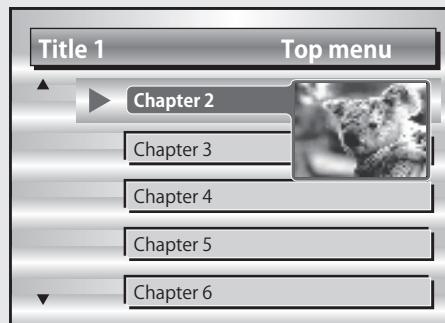 Title 1 Top menu
Chapter 2
Chapter 3
Chapter 4
Chapter 5
Chapter 6